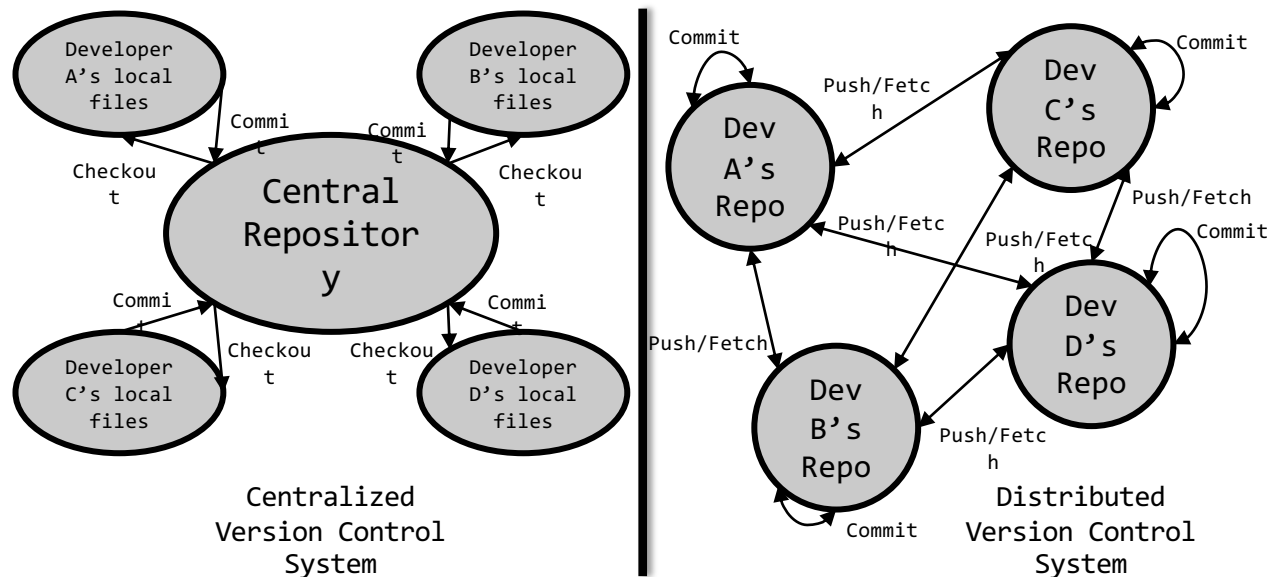 Developer
A’s local
files
Developer
B’s local
files
Commi
t
Commi
t
Checkou
t
Checkou
t
Central
Repositor
y
Commi
t
Commi
t
Checkou
t
Checkou
t
Developer
C’s local
files
Developer
D’s local
files
Centralized
Version Control
System
Commit
Push/Fetc
h
Dev
C’s
Repo
Commit
Dev
A’s
Repo
Push/Fetch
Push/Fetc
h
Push/Fetc
h
Commit
Push/Fetch
Dev
D’s
Repo
Dev
B’s
Repo
Push/Fetc
h
Commit
Distributed
Version Control
System